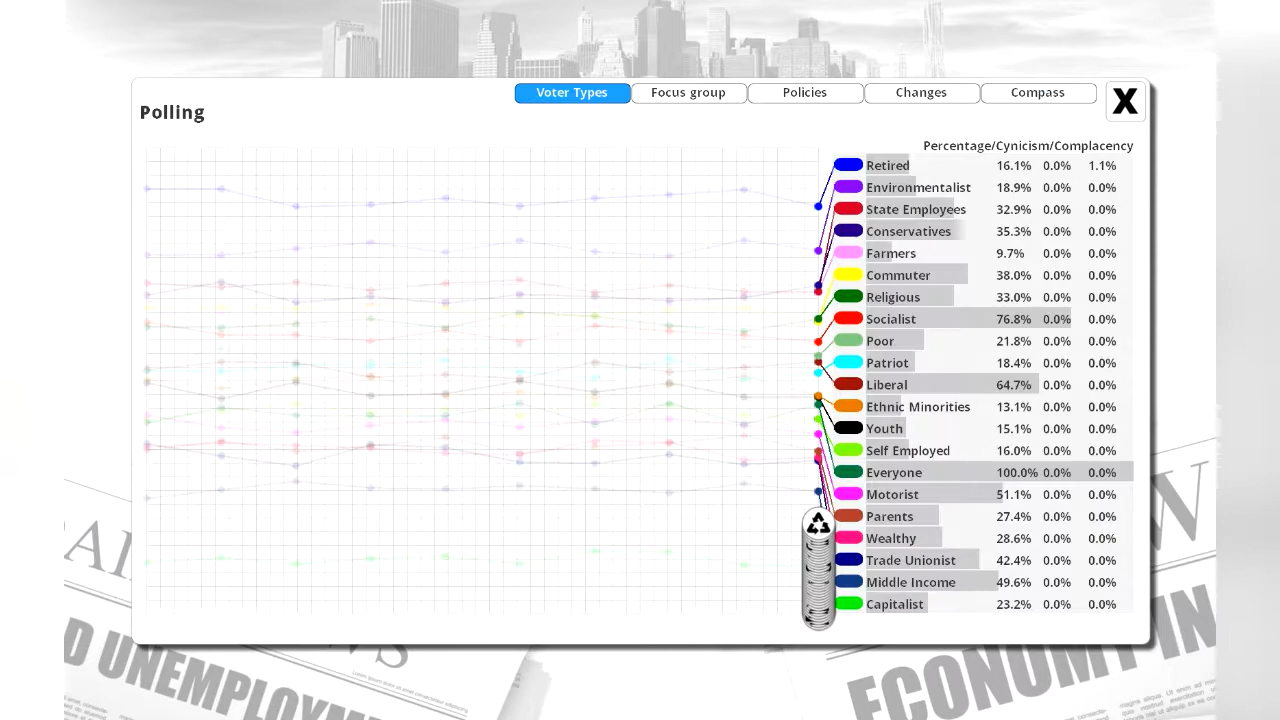 Voter Types Focus group Policies Changes Compass
X
Polling
Percentage/Cynicism/Complacency
Retired 16.1% 0.0% 1.1%
Environmentalist 18.9% 0.0% 0.0%
State Employees 32.9% 0.0% 0.0%
Conservatives 35.3% 0.0% 0.0%
Farmers 9.7% 0.0% 0.0%
Commuter 38.0% 0.0% 0.0%
Religious 33.0% 0.0% 0.0%
Socialist 76.8% 0.0% 0.0%
Poor 21.8% 0.0% 0.0%
Patriot 18.4% 0.0% 0.0%
Liberal 64.7% 0.0% 0.0%
Ethnic Minorities 13.1% 0.0% 0.0%
Youth 15.1% 0.0% 0.0%
Self Employed 16.0% 0.0% 0.0%
Everyone 100.0% 0.0% 0.0%
Motorist 51.1% 0.0% 0.0%
Parents 27.4% 0.0% 0.0%
Wealthy 28.6% 0.0% 0.0%
Trade Unionist 42.4% 0.0% 0.0%
Middle Income 49.6% 0.0% 0.0%
Capitalist 23.2% 0.0% 0.0%
D UNEMPLOYM
ECONOMY IN